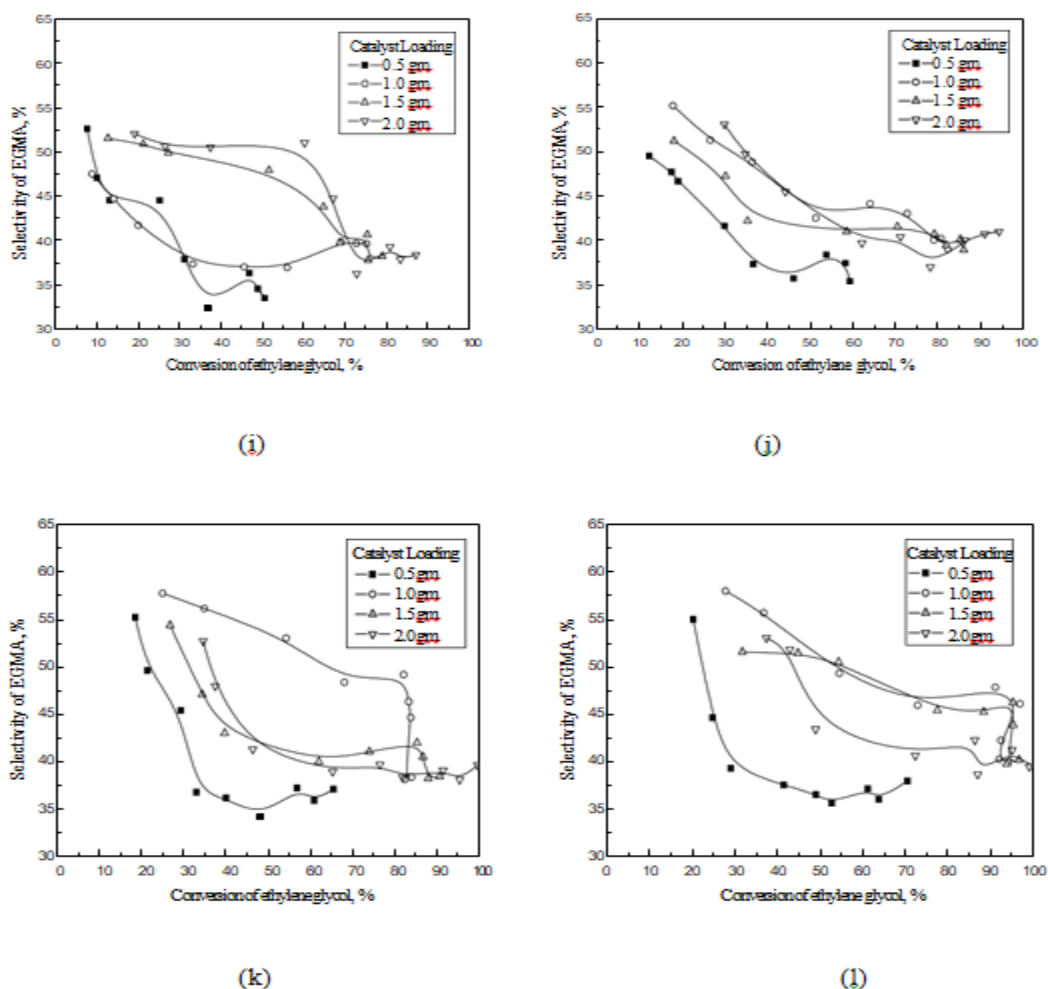 Selectivity of EGMA, %
65
60
55
50
45
40
35
30
0 10 20 30 40 50 60 70 80 90 100
Conversion of ethylene glycol, %
Catalyst Loading
0.5 gm
1.0 gm
1.5 gm
2.0 gm
(i)
Selectivity of EGMA, %
65
60
55
50
45
40
35
30
0 10 20 30 40 50 60 70 80 90 100
Conversion of ethylene glycol, %
Catalyst Loading
0.5 gm
1.0 gm
1.5 gm
2.0 gm
(j)
Selectivity of EGMA, %
65
60
55
50
45
40
35
30
0 10 20 30 40 50 60 70 80 90 100
Conversion of ethylene glycol, %
Catalyst Loading
0.5 gm
1.0 gm
1.5 gm
2.0 gm
(k)
Selectivity of EGMA, %
65
60
55
50
45
40
35
30
0 10 20 30 40 50 60 70 80 90 100
Conversion of ethylene glycol, %
Catalyst Loading
0.5 gm
1.0 gm
1.5 gm
2.0 gm
(l)